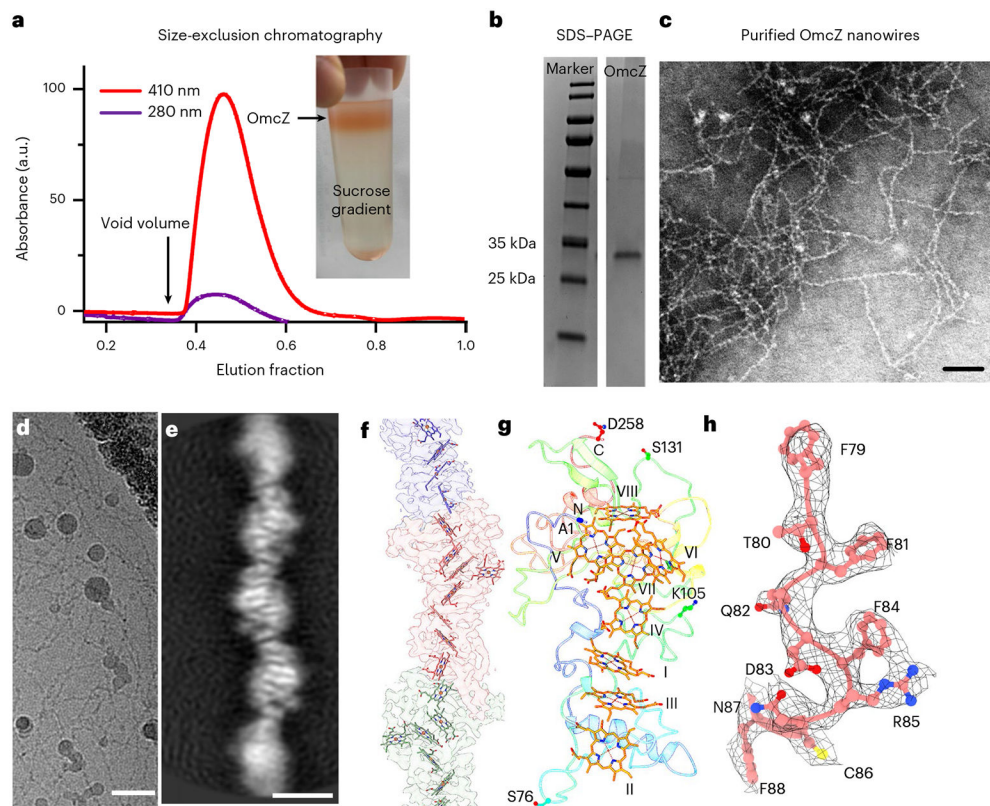 a
Size-exclusion chromatography
100
50
0
Absorbance (a.u.)
410 nm
280 nm
OmcZ
Void volume
Sucrose
gradient
0.2 0.4 0.6 0.8 1.0
Elution fraction
b
SDS–PAGE
Marker OmcZ
35 kDa
25 kDa
c
Purified OmcZ nanowires
d
e
f
g
D258
C
S131
VIII
N
A1
V
VI
VII
K105
IV
I
III
II
S76
h
F79
T80
F81
Q82
F84
D83
N87
R85
C86
F88